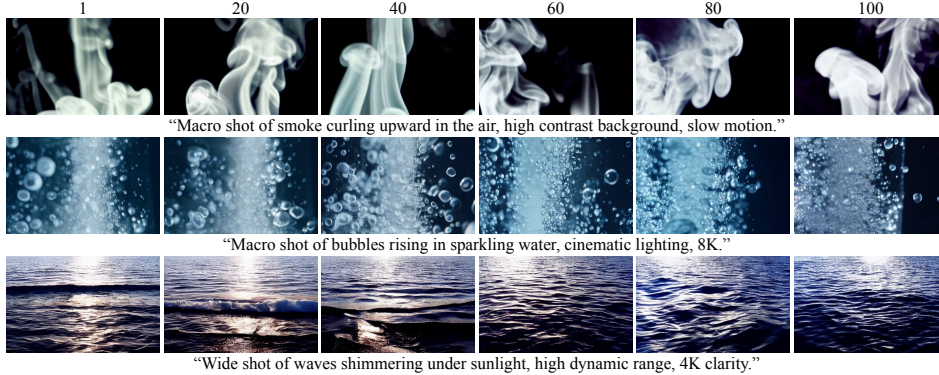 1 20 40 60 80 100
“Macro shot of smoke curling upward in the air, high contrast background, slow motion.”
“Macro shot of bubbles rising in sparkling water, cinematic lighting, 8K.”
“Wide shot of waves shimmering under sunlight, high dynamic range, 4K clarity.”